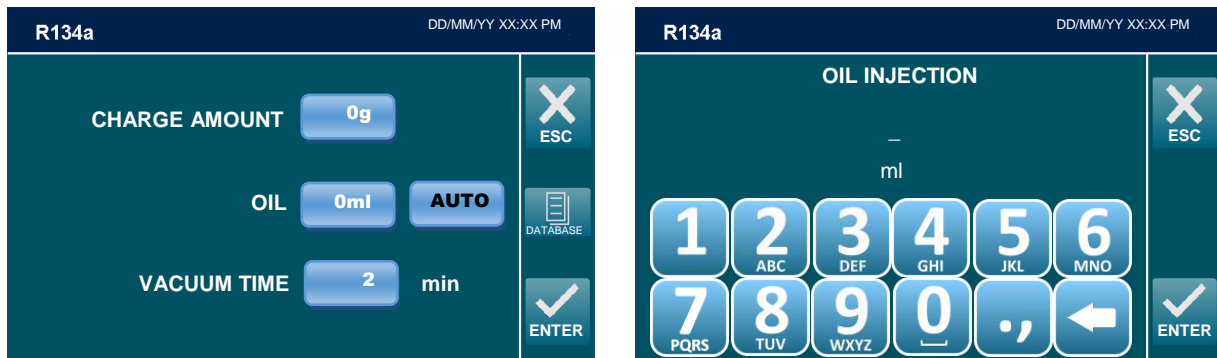 R134a
DD/MM/YY XX:XX PM
CHARGE AMOUNT 0g
ESC
OIL 0ml AUTO
DATABASE
VACUUM TIME 2 min
ENTER
R134a
DD/MM/YY XX:XX PM
OIL INJECTION
_
ESC
ml
1 2 3 4 5 6
ABC DEF GHI JKL MNO
7 8 9 0 .,
PQRS TUV WXYZ
ENTER